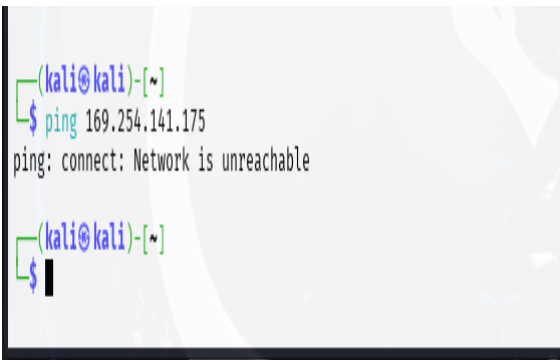 ┌──(kali㉿kali)-[~]
└─$ ping 169.254.141.175
ping: connect: Network is unreachable
┌──(kali㉿kali)-[~]
└─$